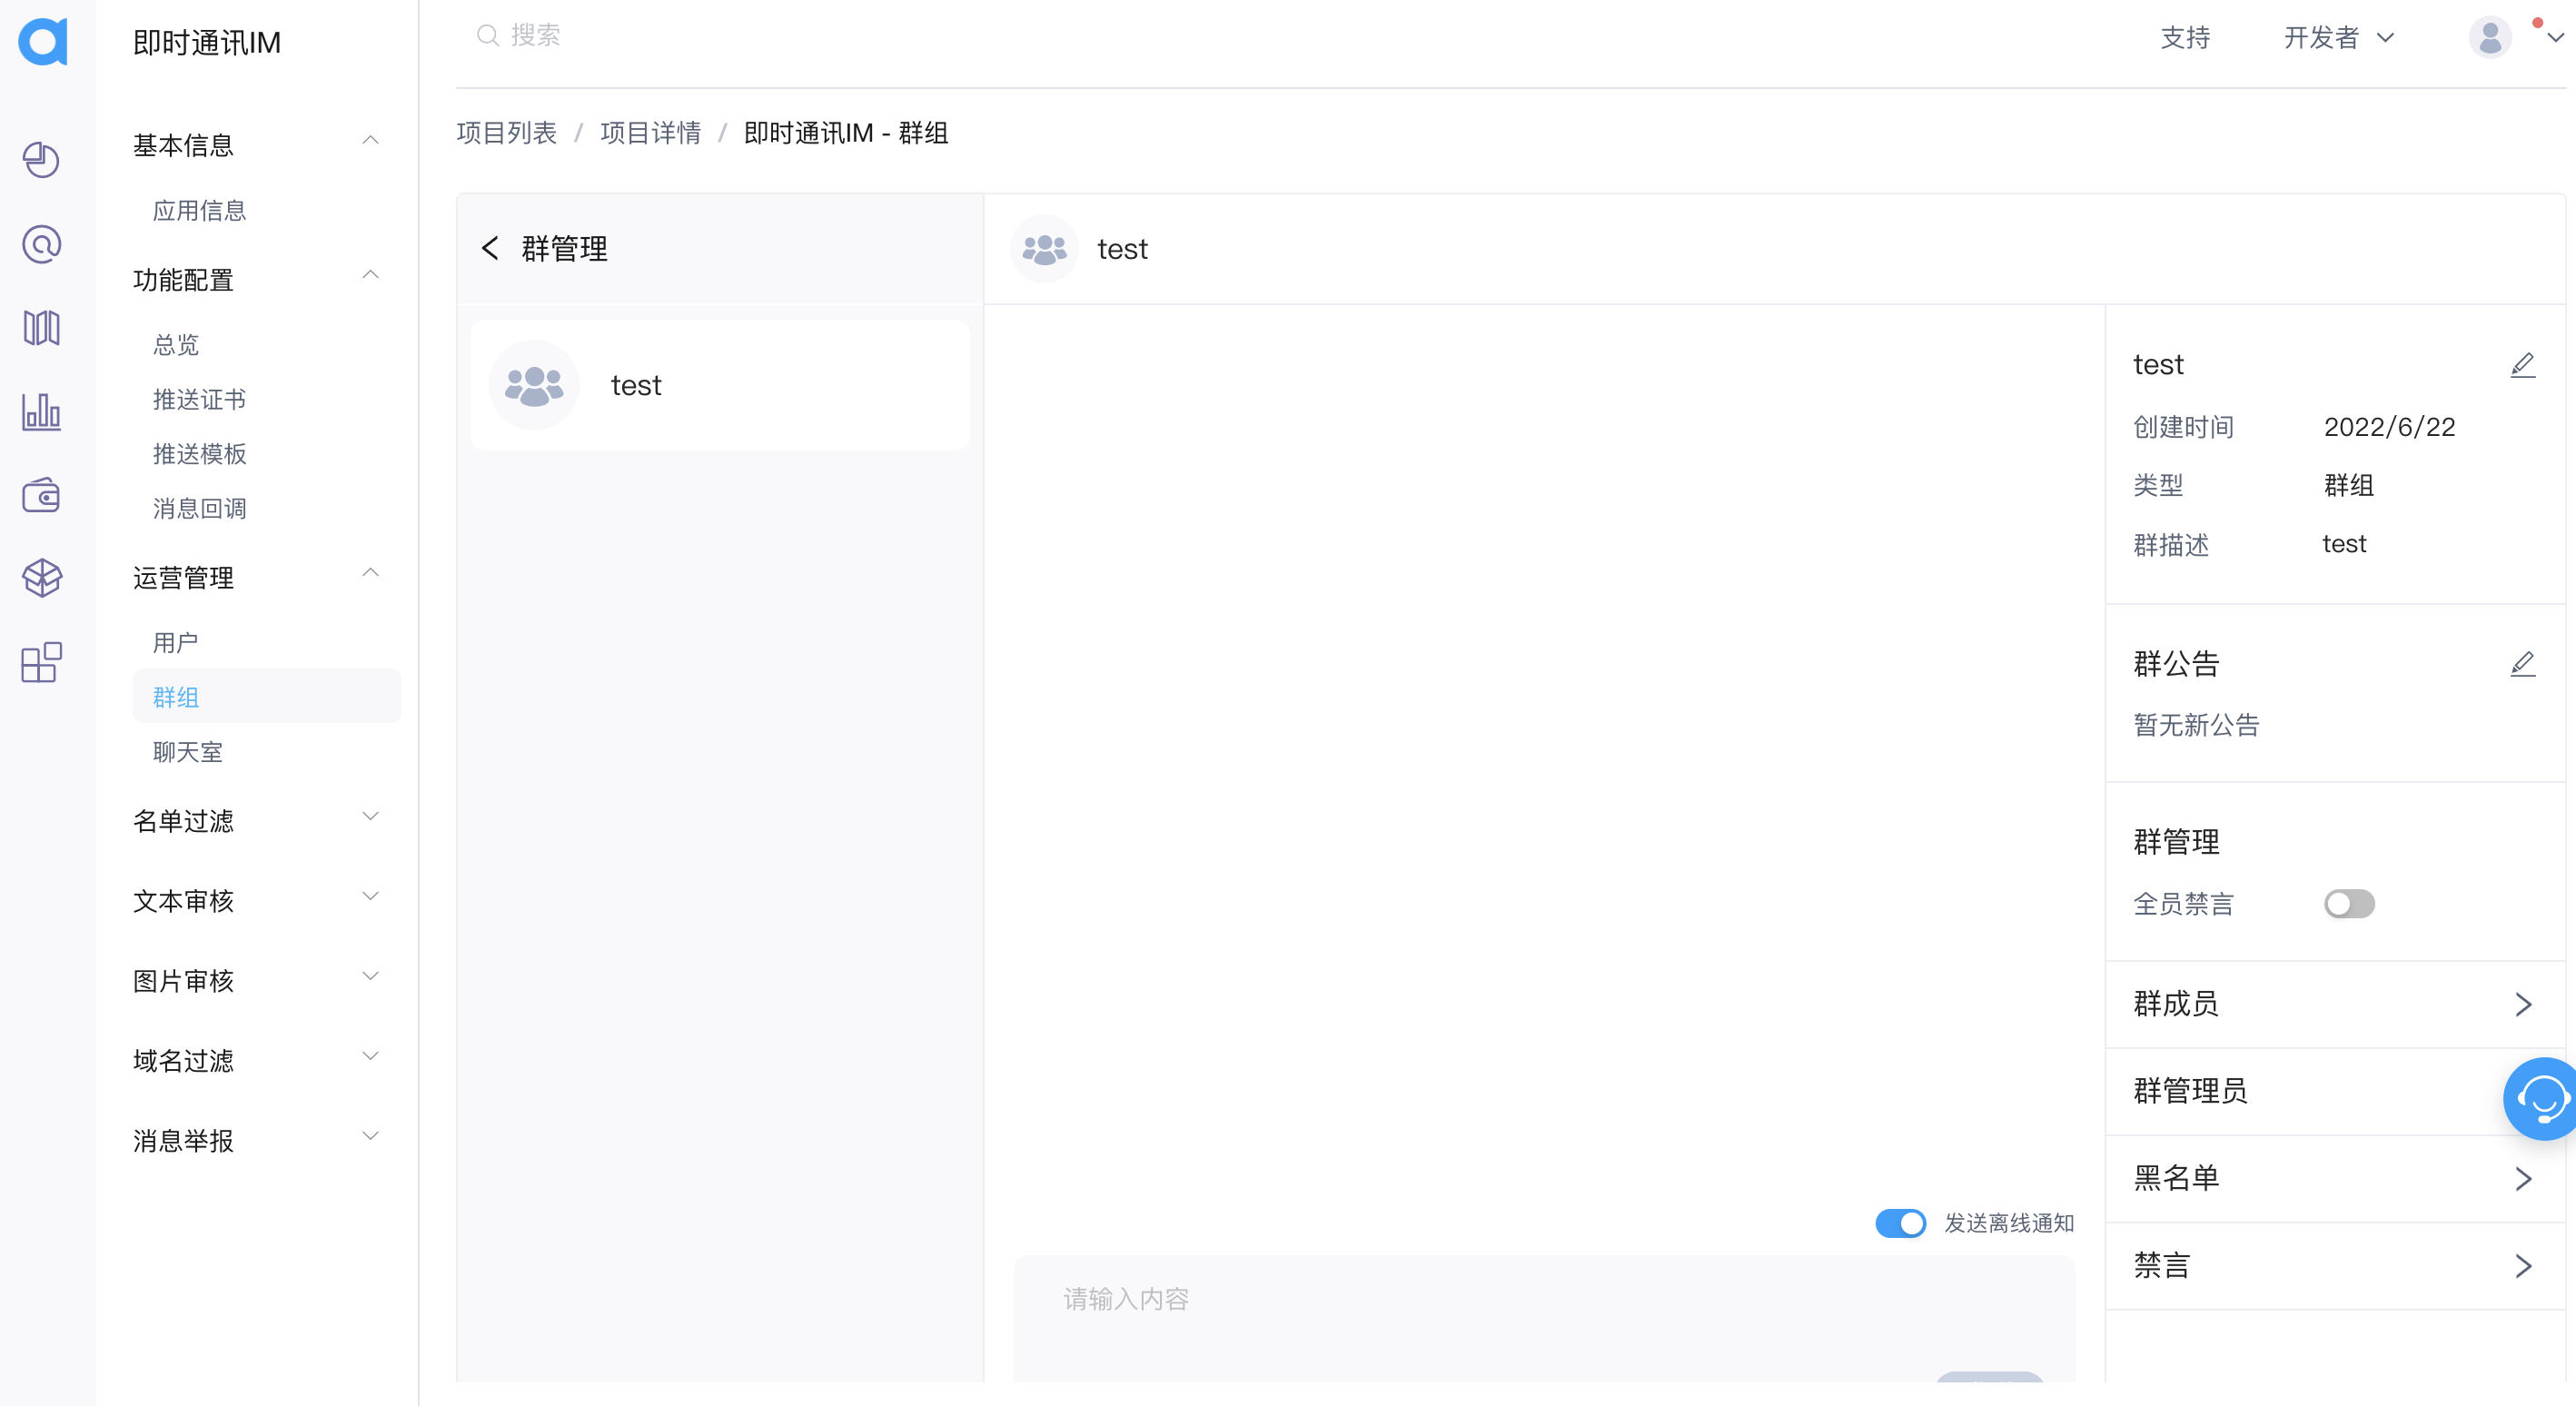 即时通讯IM
基本信息
应用信息
功能配置
总览
推送证书
推送模板
消息回调
运营管理
用户
群组
聊天室
名单过滤
文本审核
图片审核
域名过滤
消息举报
搜索
支持
开发者
项目列表 / 项目详情 / 即时通讯IM - 群组
群管理
test
test
发送离线通知
请输入内容
test
创建时间 2022/6/22
类型 群组
群描述 test
群公告
暂无新公告
群管理
全员禁言
群成员
群管理员
黑名单
禁言